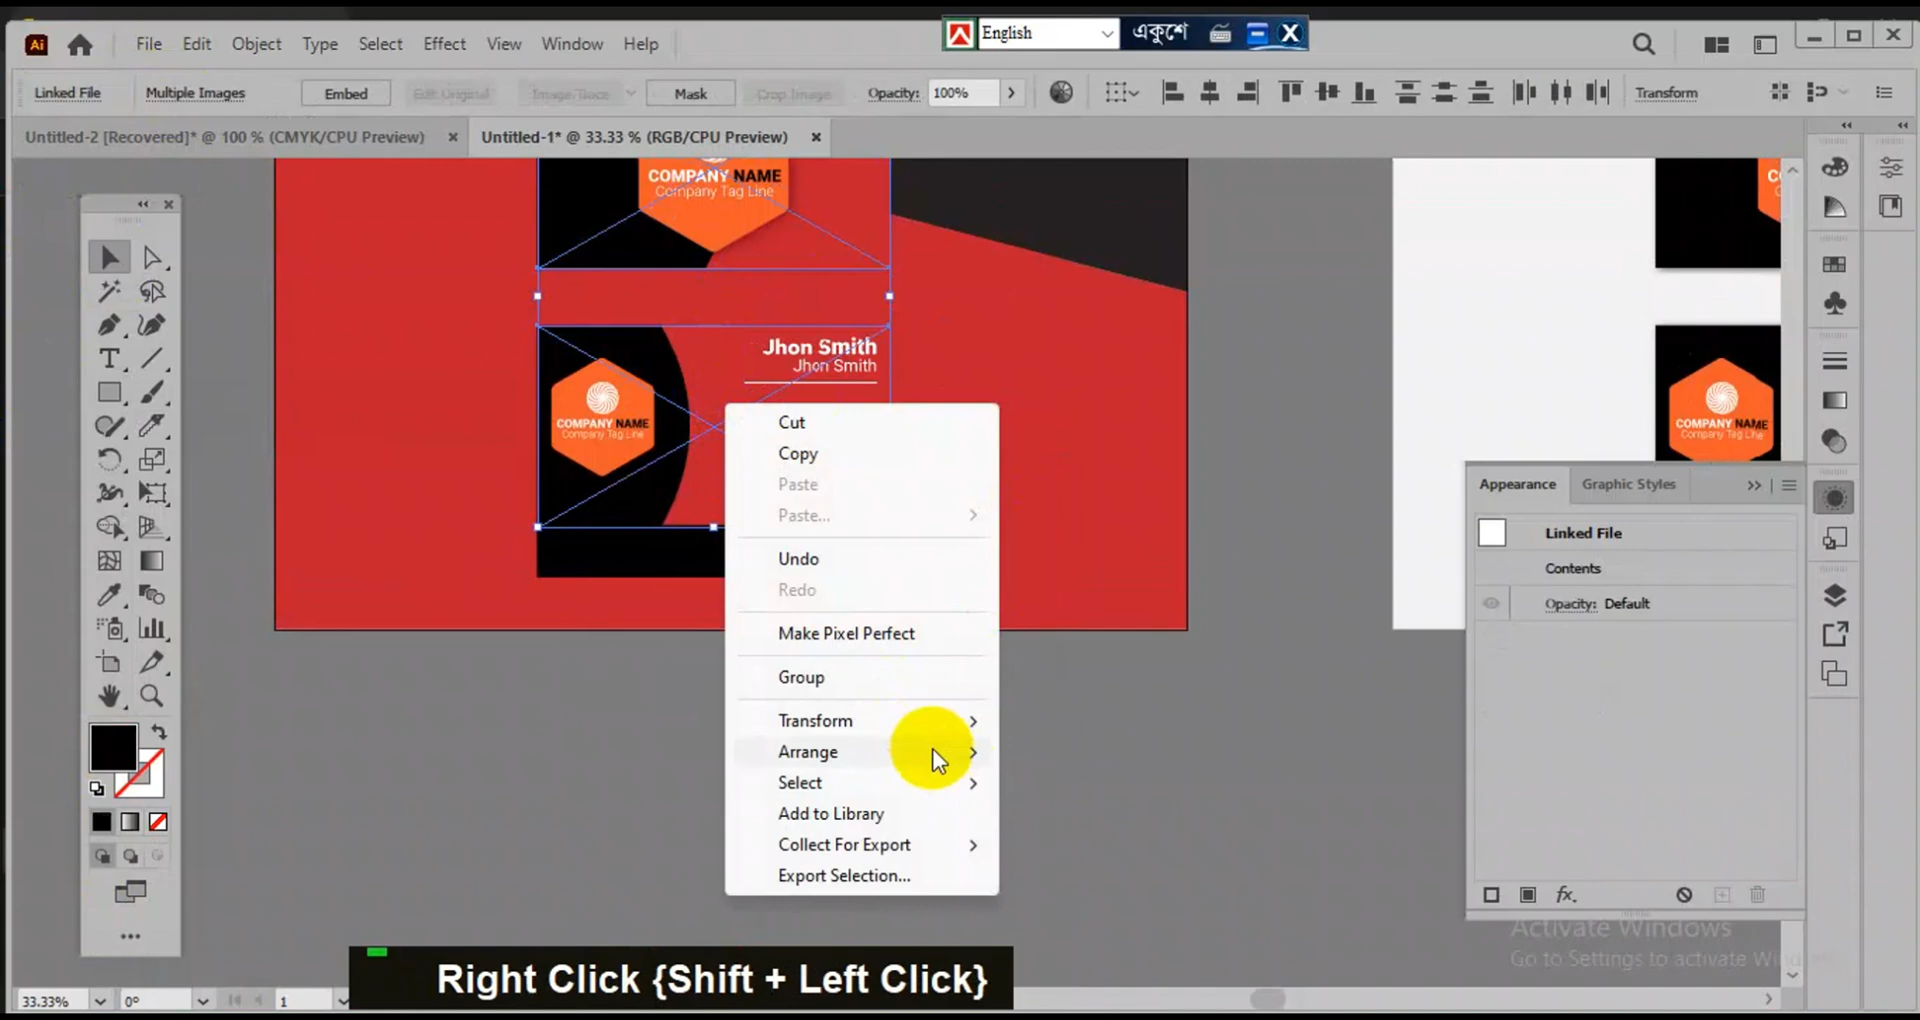 English
একুশে
X
Ai
File Edit Object Type Select Effect View Window Help
Linked File Multiple Images Embed Edit Original Image Trace Mask Crop Image Opacity: 100% Transform
Untitled-2 [Recovered]* @ 100 % (CMYK/CPU Preview) Untitled-1* @ 33.33 % (RGB/CPU Preview)
COMPANY NAME
Company Tag Line
Jhon Smith
Jhon Smith
COMPANY NAME
Company Tag Line
COMPANY NAME
Company Tag Line
Cut
Copy
Paste
Paste...
Undo
Redo
Make Pixel Perfect
Group
Transform
Arrange
Select
Add to Library
Collect For Export
Export Selection...
Appearance Graphic Styles
Linked File
Contents
Opacity: Default
fx.
Activate Windows
Go to Settings to activate Wind
Right Click {Shift + Left Click}
33.33% 0° 1